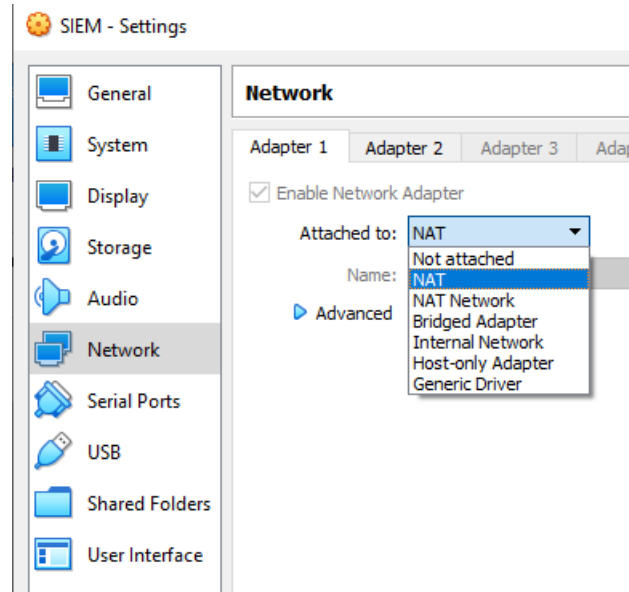 SIEM - Settings
General
System
Display
Storage
Audio
Network
Serial Ports
USB
Shared Folders
User Interface
Network
Adapter 1 Adapter 2 Adapter 3 Ada
Enable Network Adapter
Attached to: NAT
Not attached
Name: NAT
NAT Network
Advanced Bridged Adapter
Internal Network
Host-only Adapter
Generic Driver